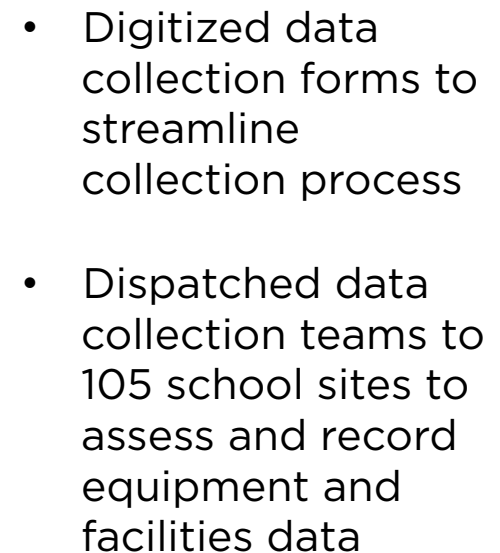 • Digitized data
collection forms to
streamline
collection process
• Dispatched data
collection teams to
105 school sites to
assess and record
equipment and
facilities data